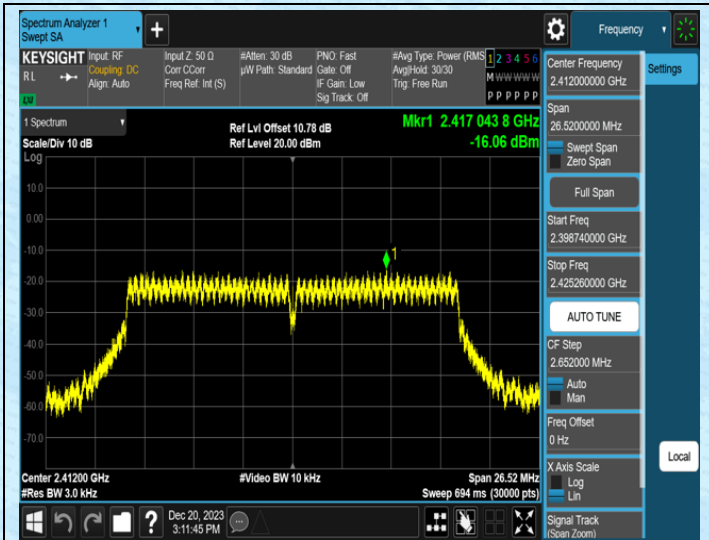 Spectrum Analyzer 1
Swept SA
+
Frequency
KEYSIGHT
RL
LXI
Input: RF
Coupling: DC
Align: Auto
Input Z: 50 Ω
Corr CCorr
Freq Ref: Int (S)
#Atten: 30 dB
µW Path: Standard
PNO: Fast
Gate: Off
IF Gain: Low
Sig Track: Off
#Avg Type: Power (RMS
Avg|Hold: 30/30
Trig: Free Run
1 2 3 4 5 6
M W W W W W
P P P P P P
1 Spectrum
Scale/Div 10 dB
Log
Ref Lvl Offset 10.78 dB
Ref Level 20.00 dBm
Mkr1 2.417 043 8 GHz
-16.06 dBm
10.0
0.00
-10.0
-20.0
-30.0
-40.0
-50.0
-60.0
-70.0
1
Center 2.41200 GHz
#Res BW 3.0 kHz
#Video BW 10 kHz
Span 26.52 MHz
Sweep 694 ms (30000 pts)
?
Dec 20, 2023
3:11:45 PM
Center Frequency
2.412000000 GHz
Settings
Span
26.5200000 MHz
Swept Span
Zero Span
Full Span
Start Freq
2.398740000 GHz
Stop Freq
2.425260000 GHz
AUTO TUNE
CF Step
2.652000 MHz
Auto
Man
Freq Offset
0 Hz
X Axis Scale
Log
Lin
Local
Signal Track
(Span Zoom)